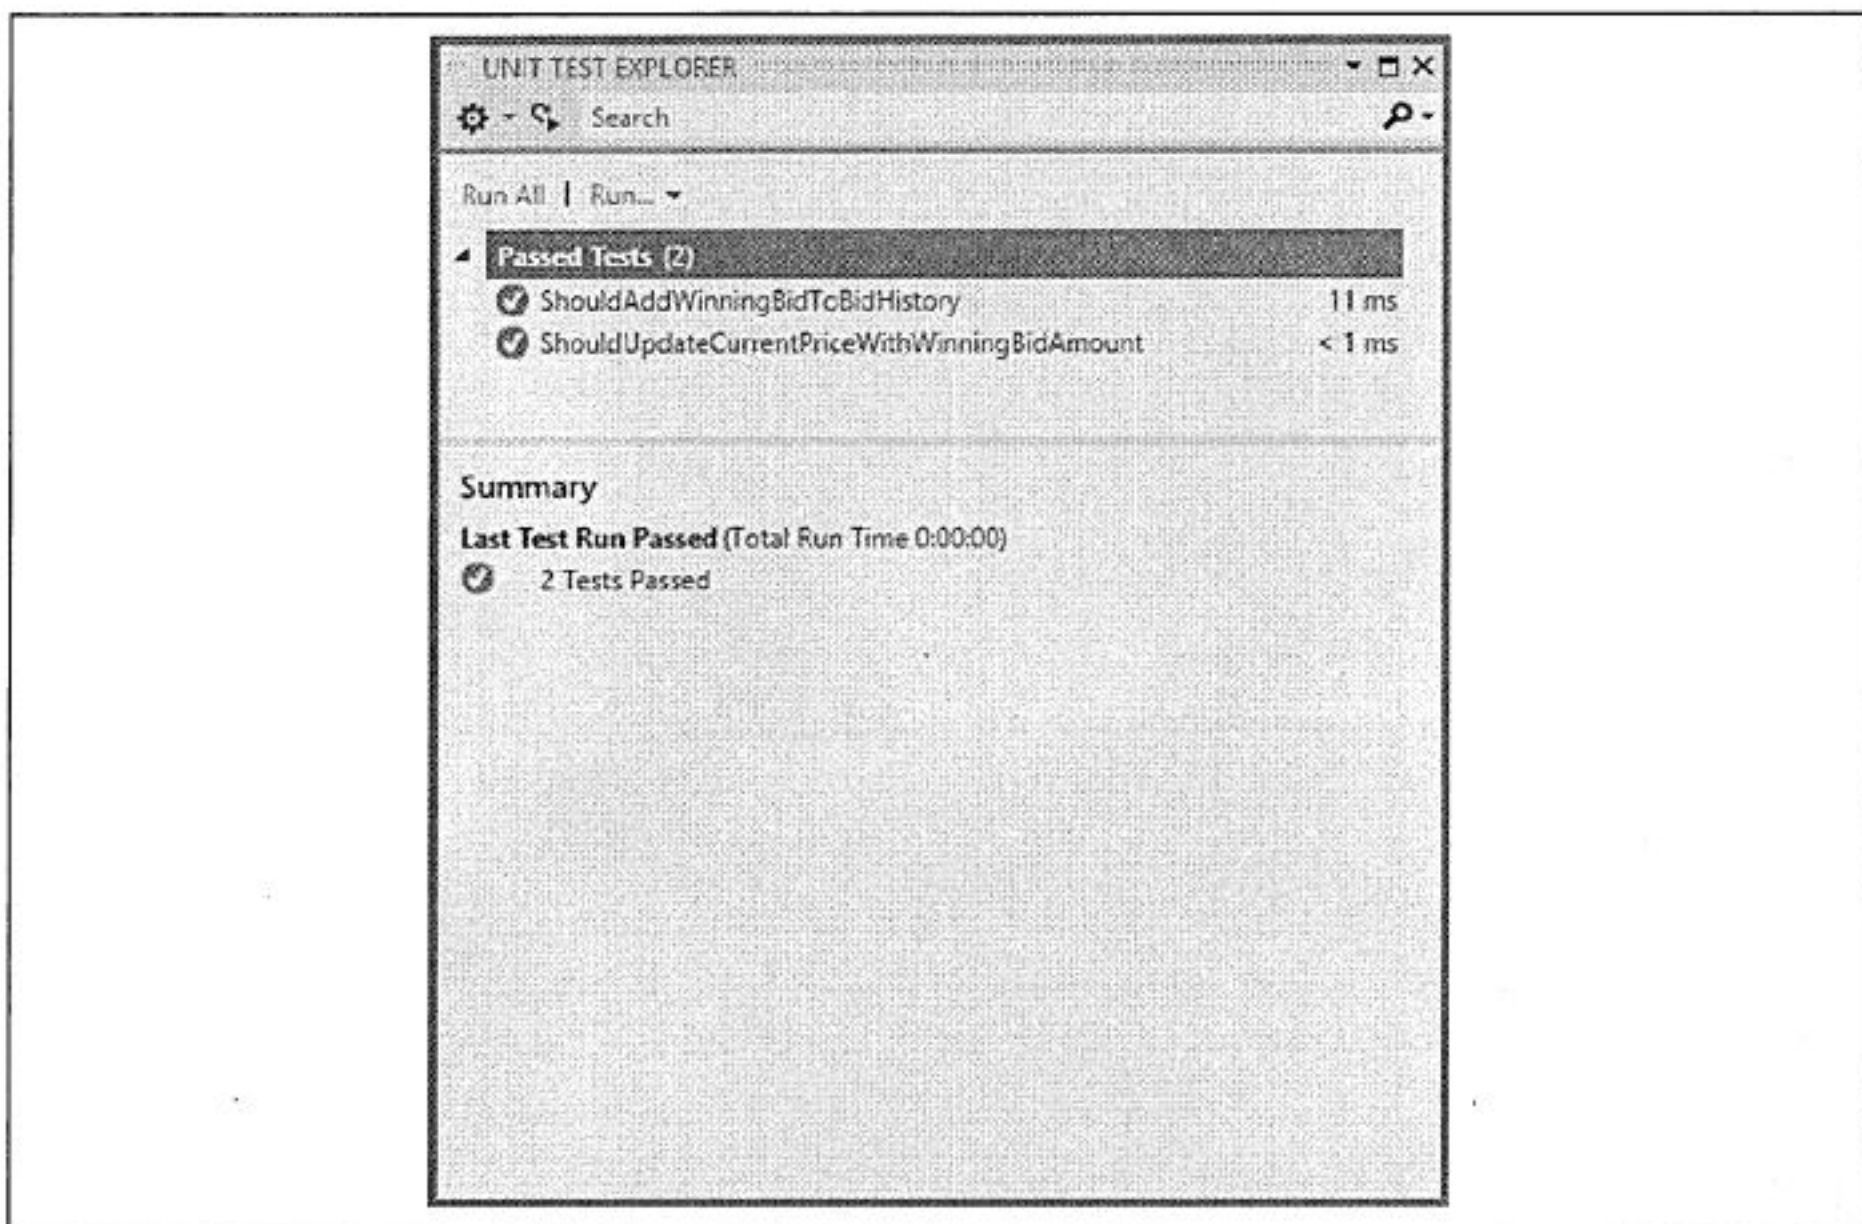 UNIT TEST EXPLORER
Search
Run All | Run...
Passed Tests (2)
ShouldAddWinningBidToBidHistory 11 ms
ShouldUpdateCurrentPriceWithWinningBidAmount < 1 ms
Summary
Last Test Run Passed (Total Run Time 0:00:00)
2 Tests Passed